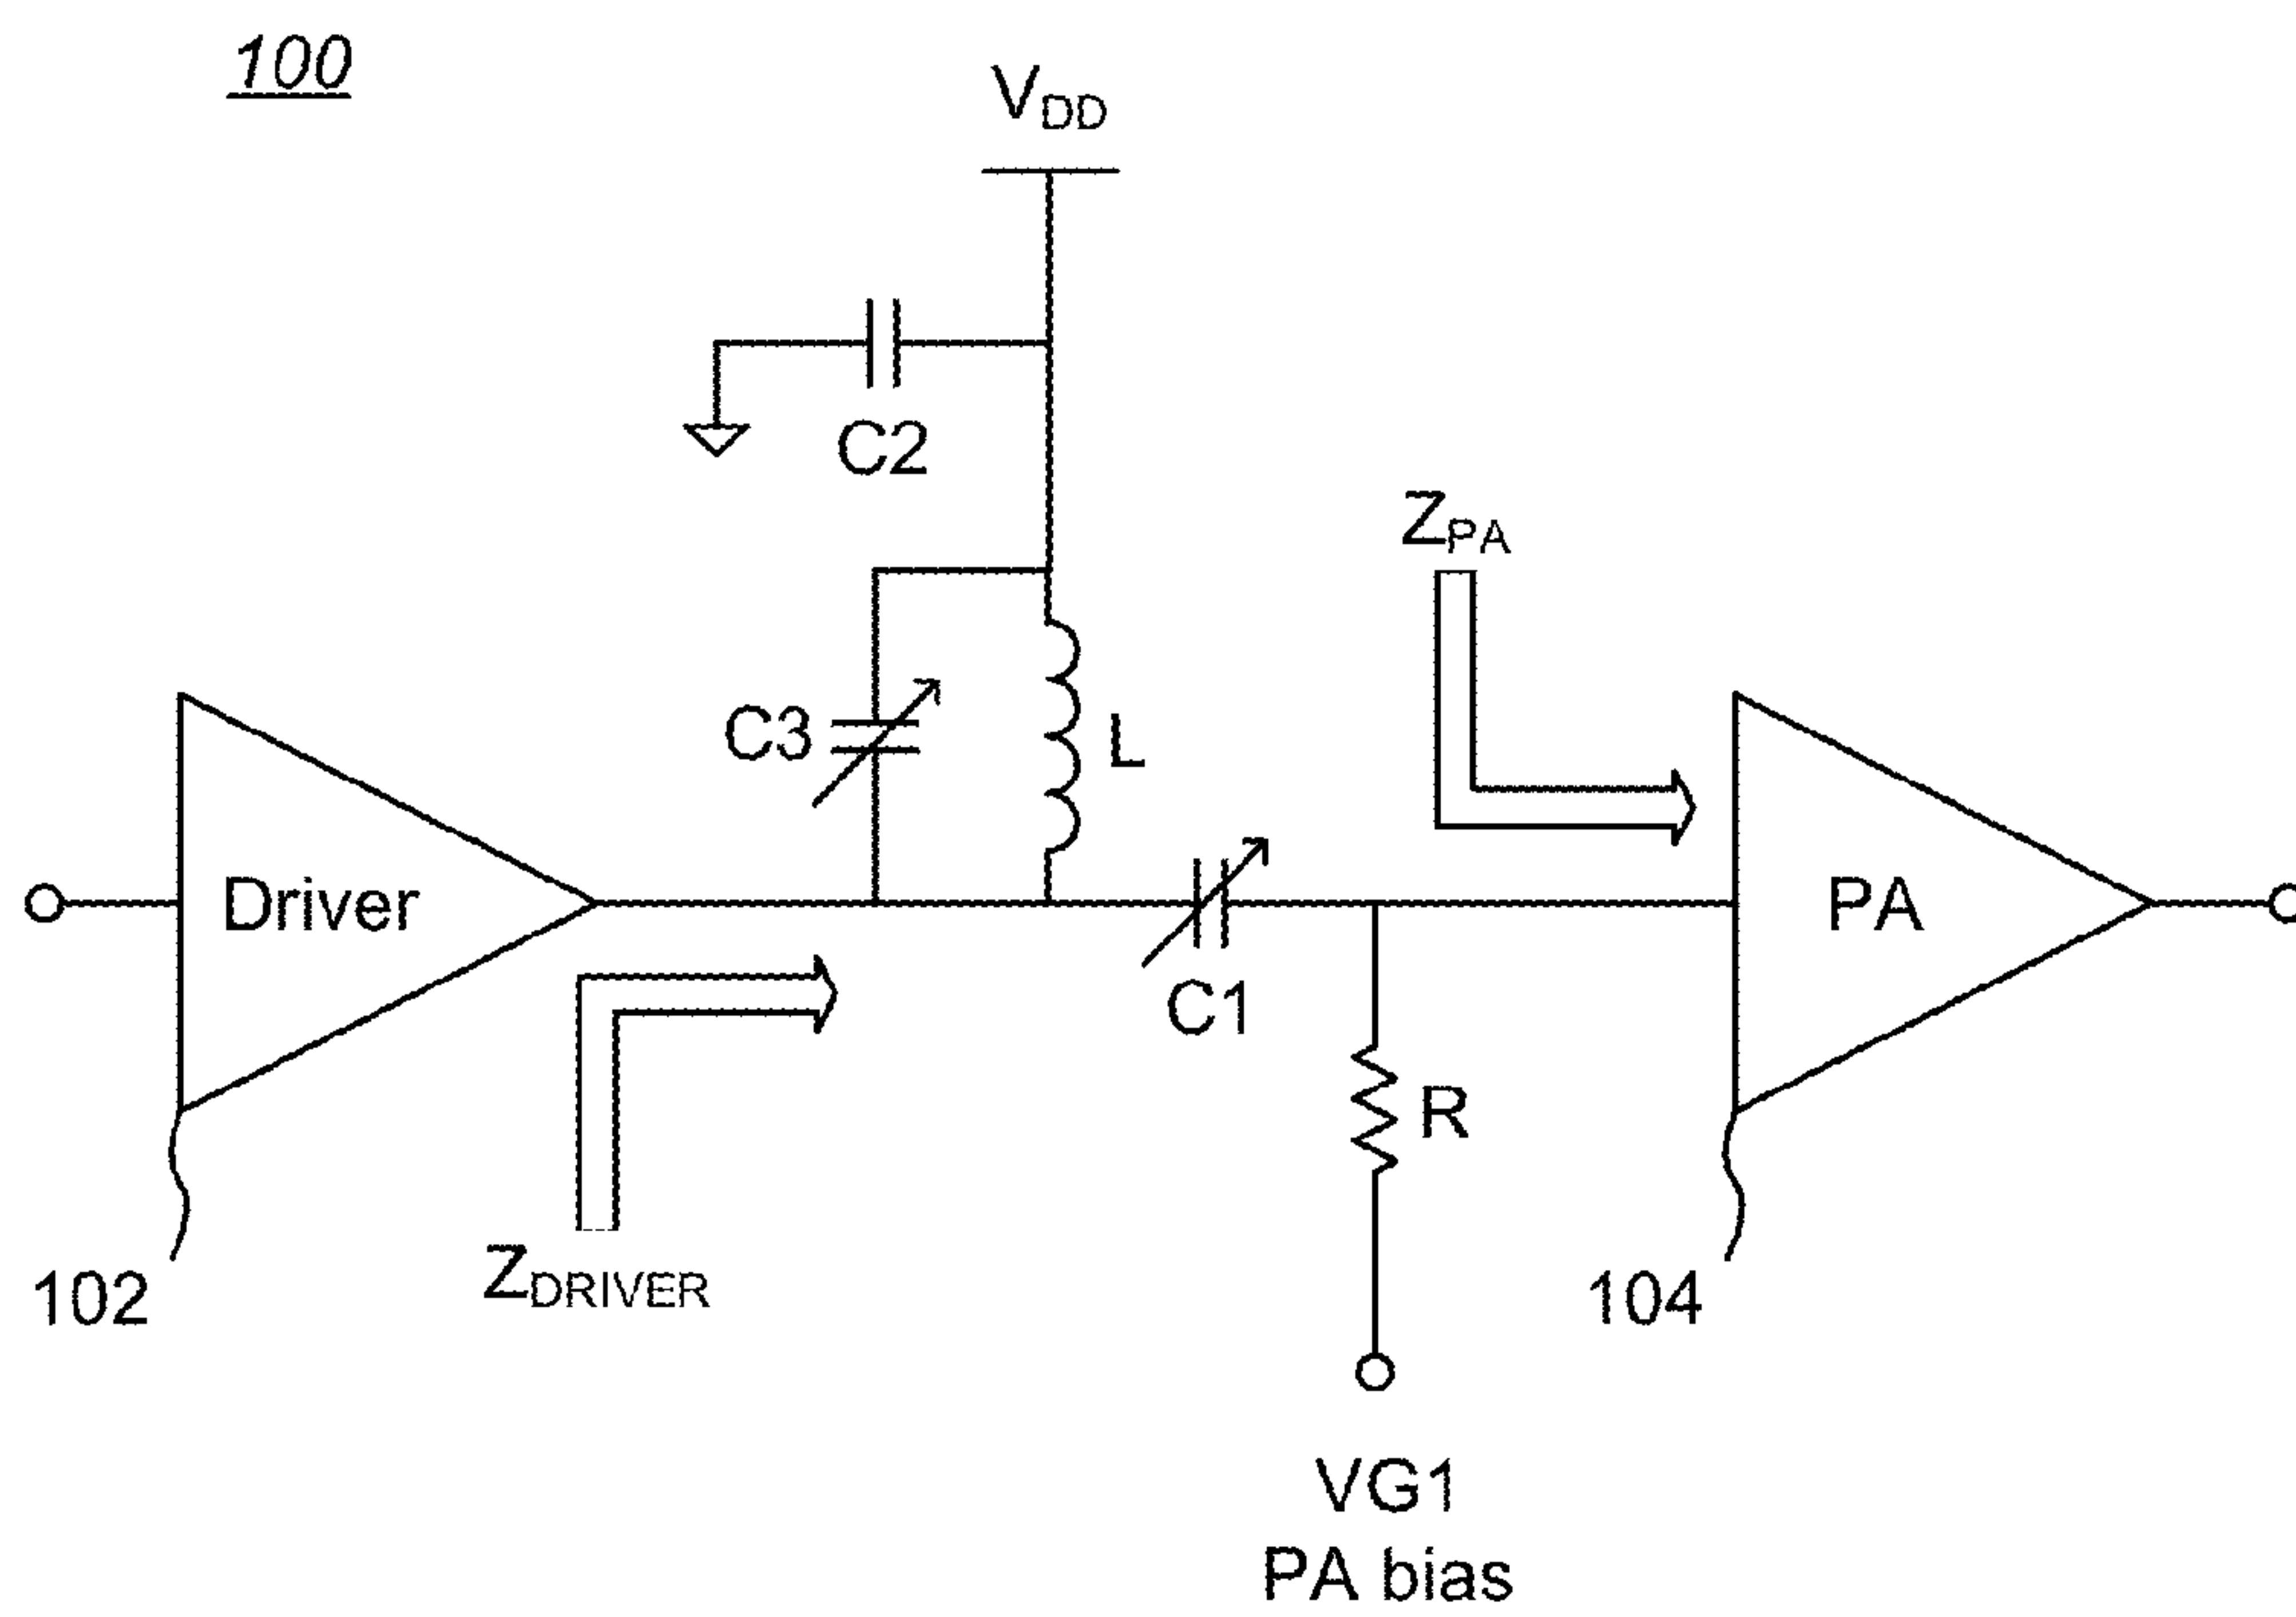 100
VDD
C2
ZPA
C3
L
Driver
PA
C1
R
ZDRIVER
102
104
VG1
PA bias